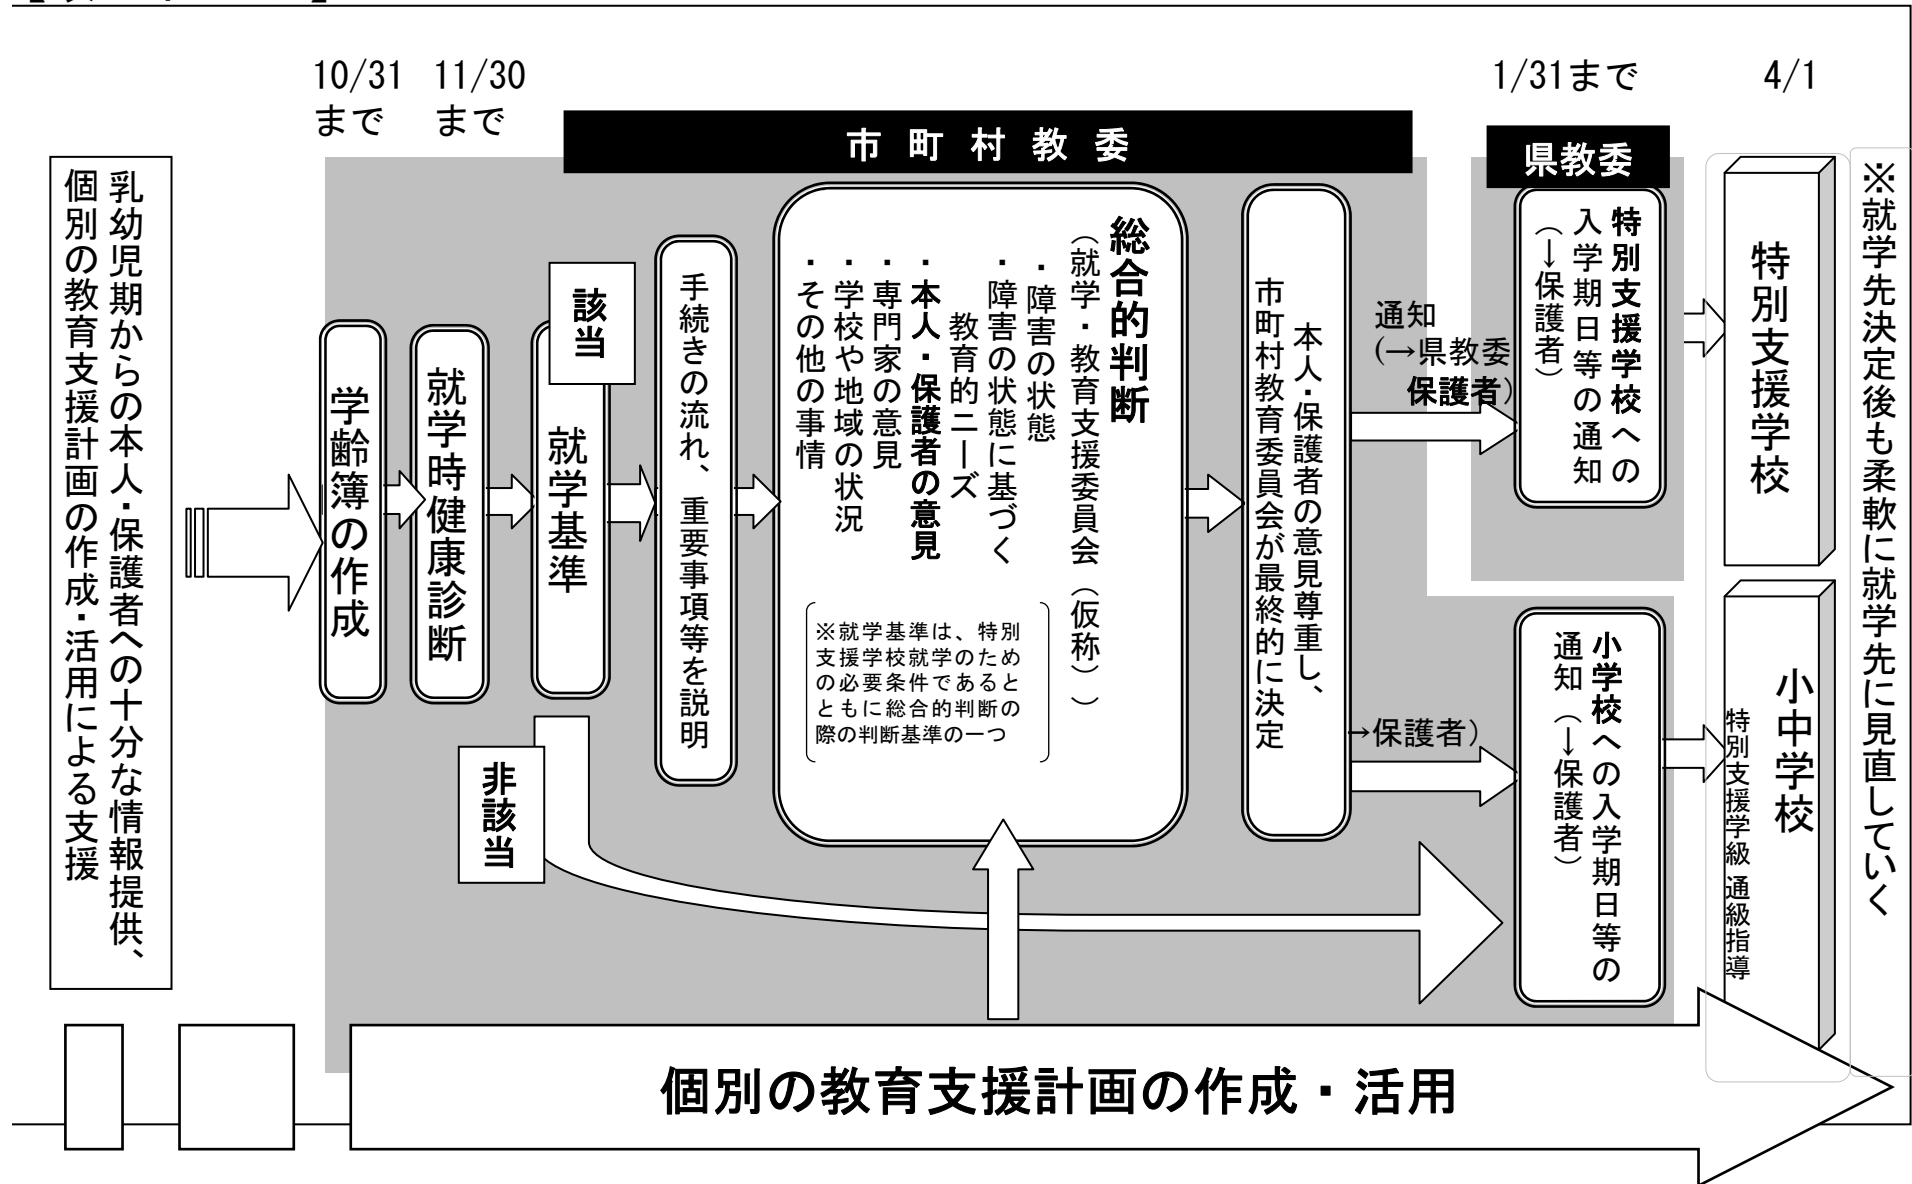 10/31
まで
11/30
まで
1/31まで
4/1
市町村教委
県教委
乳幼児期からの本人・保護者への十分な情報提供、
個別の教育支援計画の作成・活用による支援
学齢簿の作成
就学時健康診断
就学基準
該当
非該当
手続きの流れ、重要事項等を説明
総合的判断
（就学・教育支援委員会（仮称））
・障害の状態
・障害の状態に基づく
教育的ニーズ
・本人・保護者の意見
・専門家の意見
・学校や地域の状況
・その他の事情
※就学基準は、特別
支援学校就学のため
の必要条件であると
ともに総合的判断の
際の判断基準の一つ
本人・保護者の意見尊重し、
市町村教育委員会が最終的に決定
通知
(→県教委
保護者)
→保護者)
特別支援学校への
入学期日等の通知
（→保護者）
小学校への入学期日等の
通知（→保護者）
特別支援学校
小中学校
特別支援学級 通級指導
※就学先決定後も柔軟に就学先に見直していく
個別の教育支援計画の作成・活用